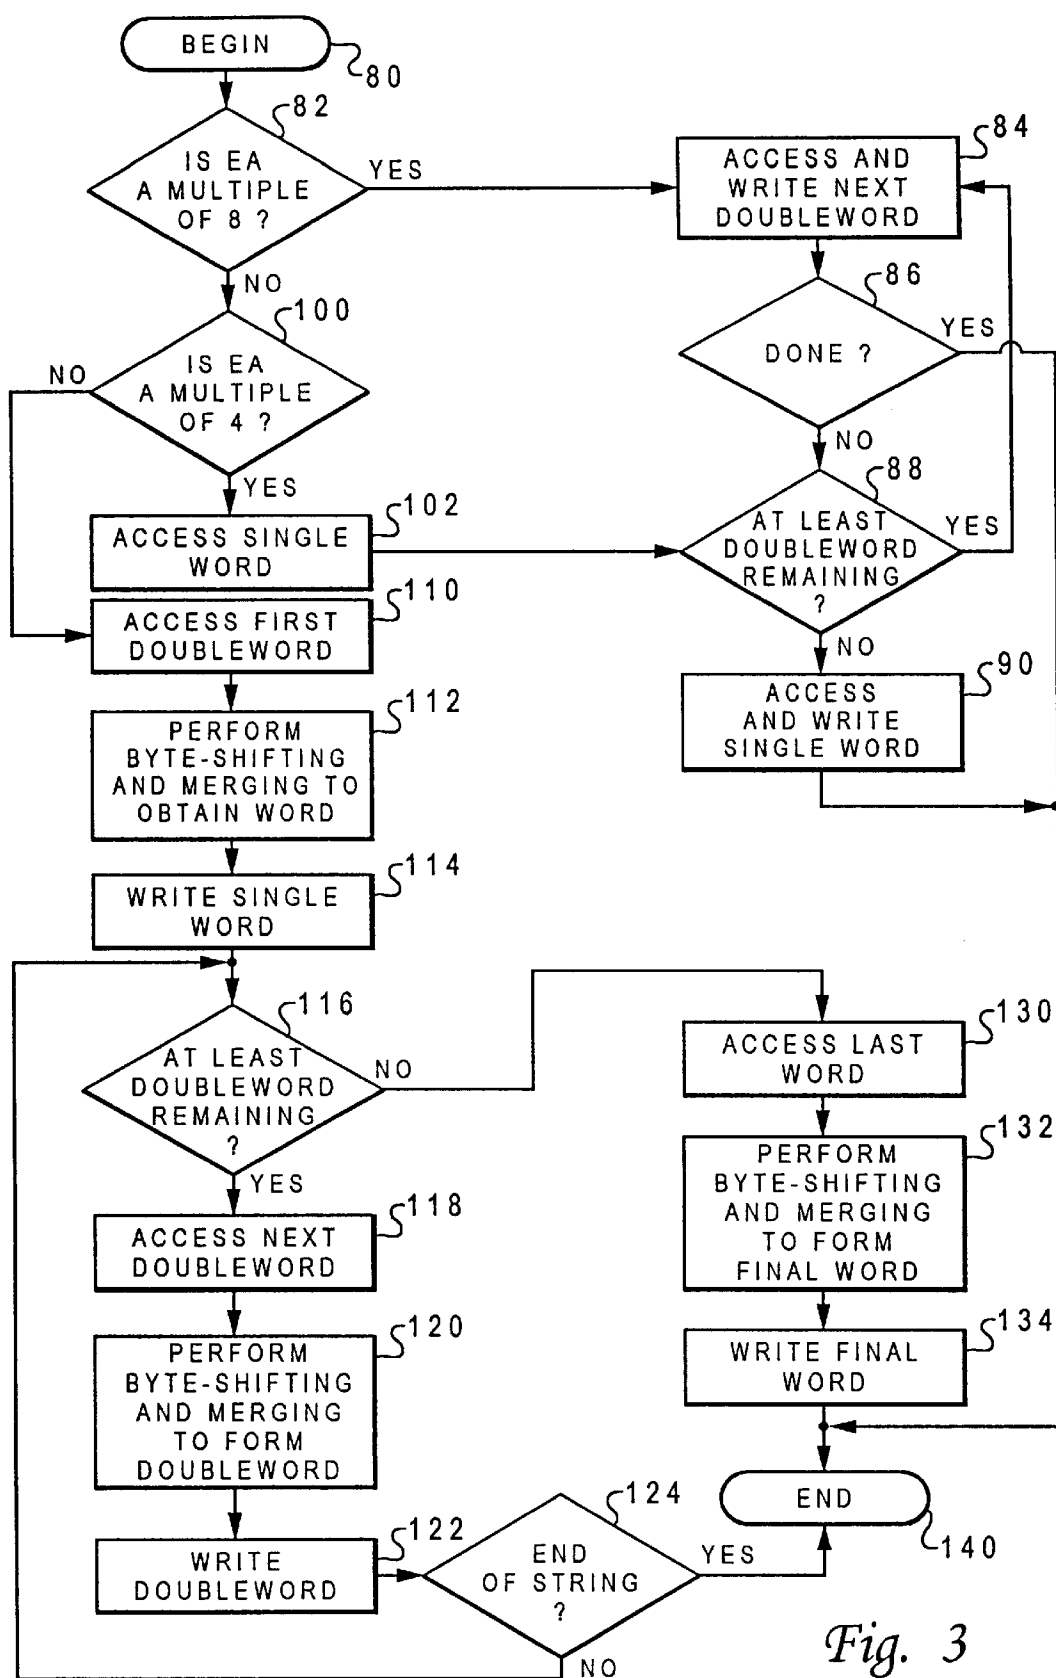 BEGIN
80
82
IS EA
A MULTIPLE
OF 8 ?
YES
NO
84
ACCESS AND
WRITE NEXT
DOUBLEWORD
86
DONE ?
YES
NO
100
IS EA
A MULTIPLE
OF 4 ?
NO
YES
88
AT LEAST
DOUBLEWORD
REMAINING
?
YES
NO
102
ACCESS SINGLE
WORD
110
ACCESS FIRST
DOUBLEWORD
90
ACCESS
AND WRITE
SINGLE WORD
112
PERFORM
BYTE-SHIFTING
AND MERGING TO
OBTAIN WORD
114
WRITE SINGLE
WORD
116
AT LEAST
DOUBLEWORD
REMAINING
?
NO
YES
130
ACCESS LAST
WORD
132
PERFORM
BYTE-SHIFTING
AND MERGING
TO FORM
FINAL WORD
118
ACCESS NEXT
DOUBLEWORD
120
PERFORM
BYTE-SHIFTING
AND MERGING
TO FORM
DOUBLEWORD
134
WRITE FINAL
WORD
122
WRITE
DOUBLEWORD
124
END
OF STRING
?
YES
NO
END
140
Fig. 3